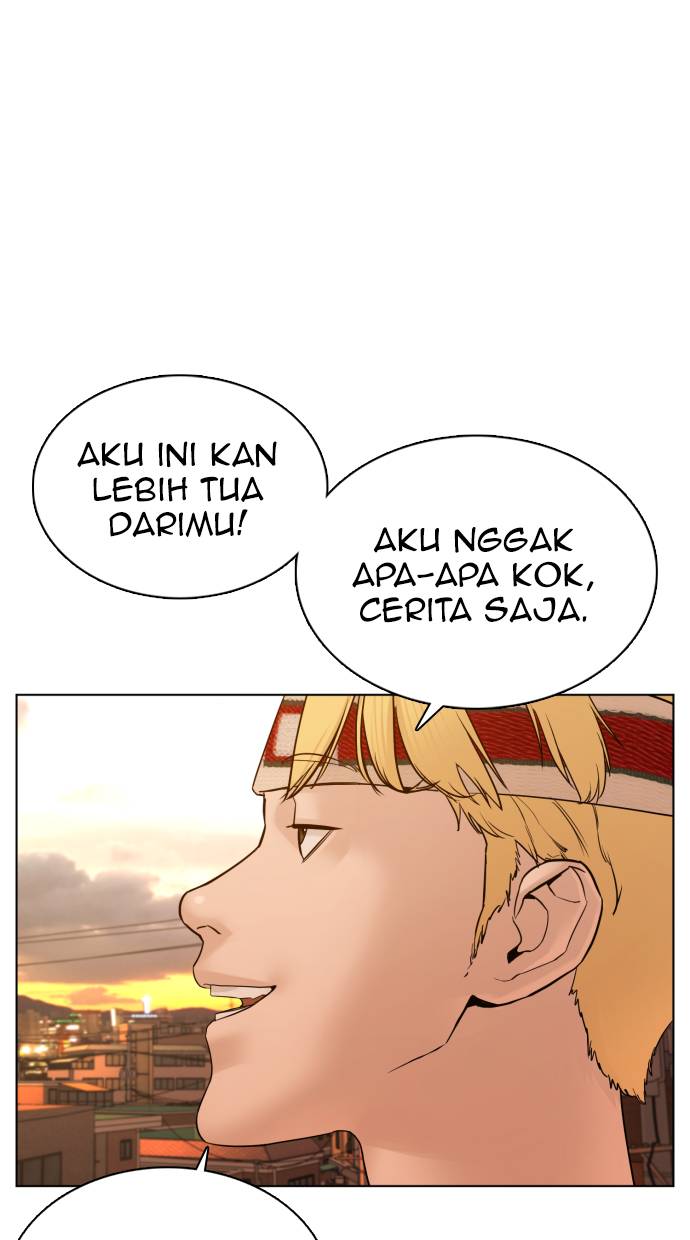 AKU INI KAN
LEBIH TUA
DARIMU!
AKU NGGAK
APA-APA KOK,
CERITA SAJA.